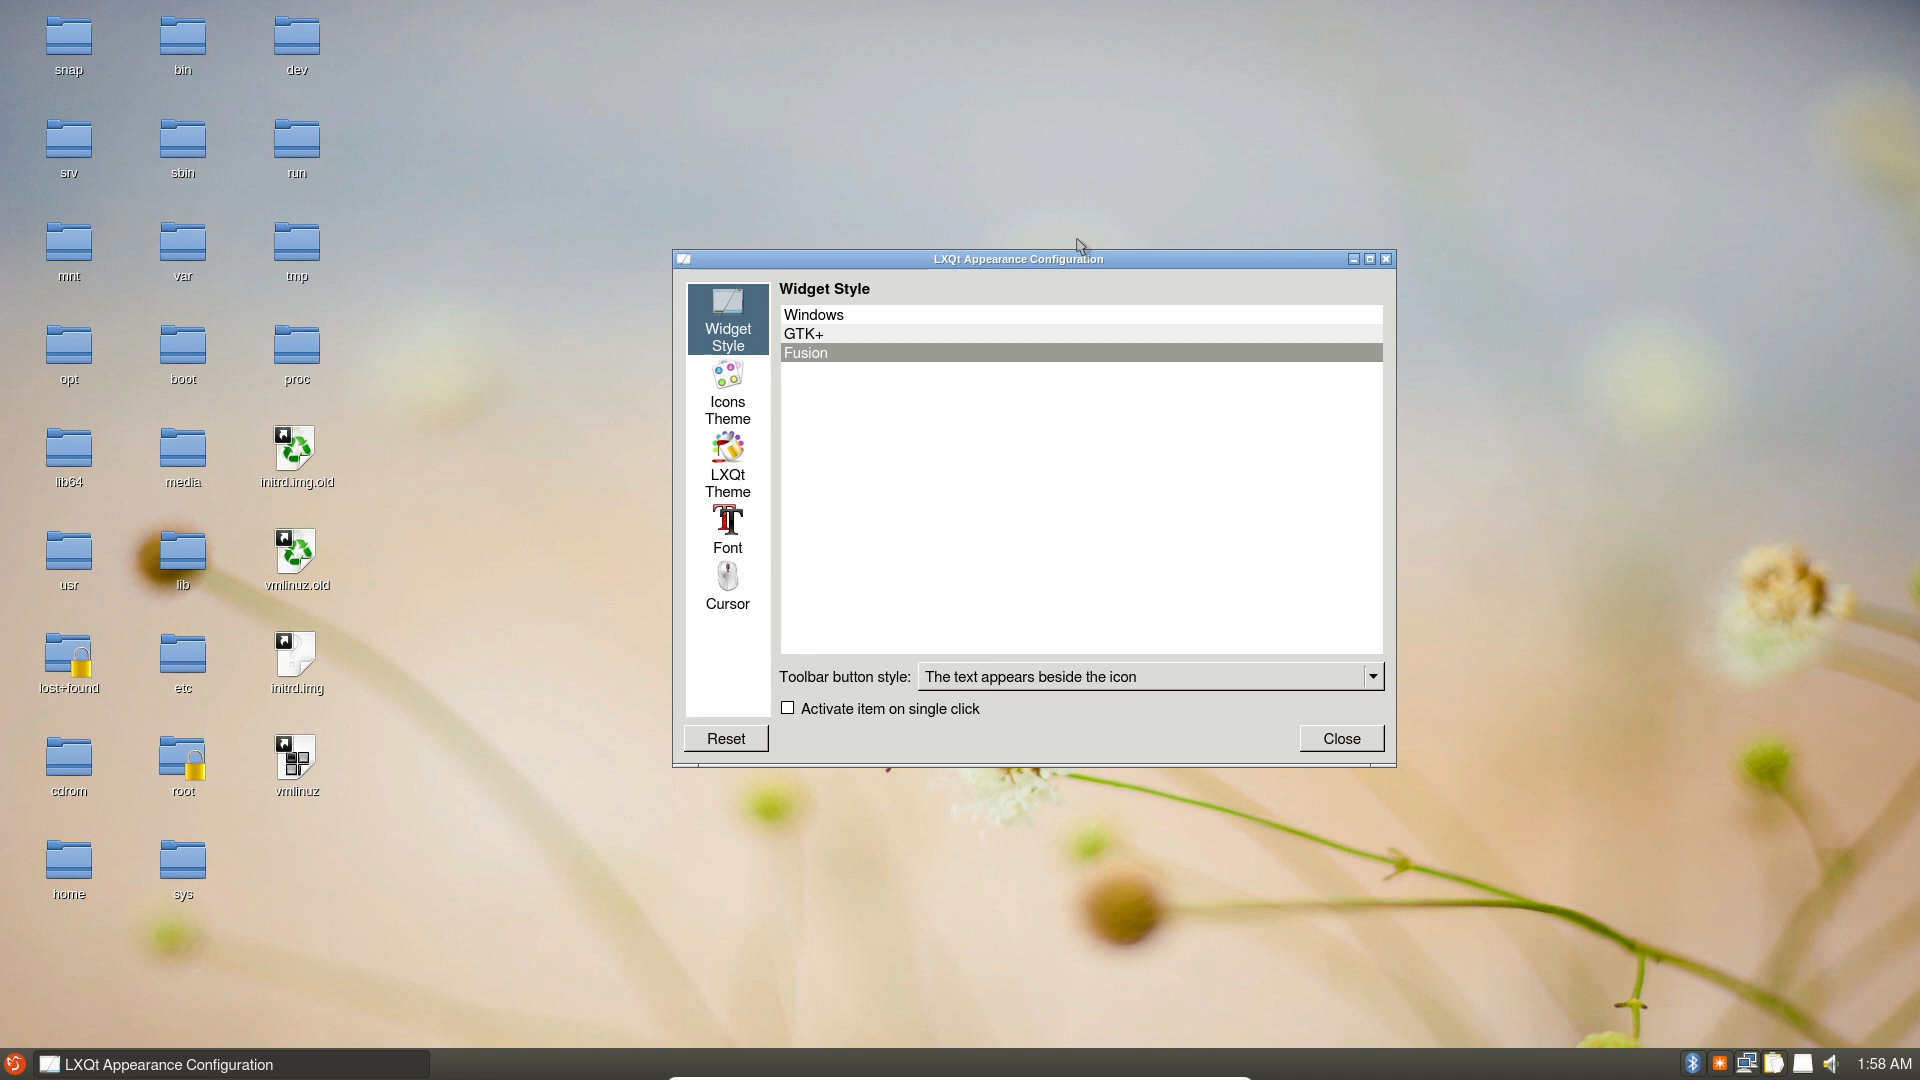 snap
bin
dev
srv
sbin
run
mnt
var
tmp
opt
boot
proc
lib64
media
initrd.img.old
usr
lib
vmlinuz.old
lost+found
etc
initrd.img
cdrom
root
vmlinuz
home
sys
LXQt Appearance Configuration
Widget
Style
Icons
Theme
LXQt
Theme
Font
Cursor
Widget Style
Windows
GTK+
Fusion
Toolbar button style: The text appears beside the icon
Activate item on single click
Reset
Close
LXQt Appearance Configuration
1:58 AM